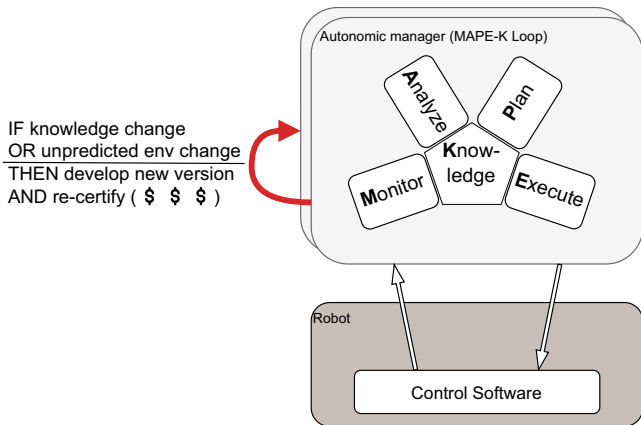 Autonomic manager (MAPE-K Loop)
Analyze
Plan
IF knowledge change
OR unpredicted env change
THEN develop new version
AND re-certify ( $ $ $ )
Monitor
Know-
ledge
Execute
Robot
Control Software